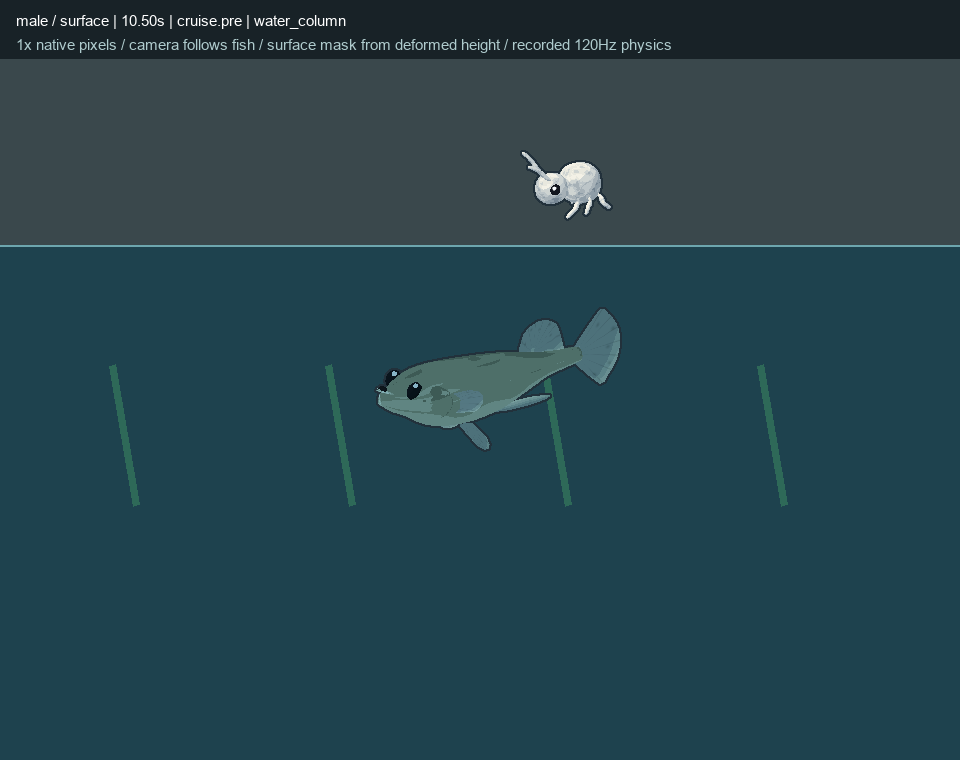 male / surface | 10.50s | cruise.pre | water_column
1x native pixels / camera follows fish / surface mask from deformed height / recorded 120Hz physics